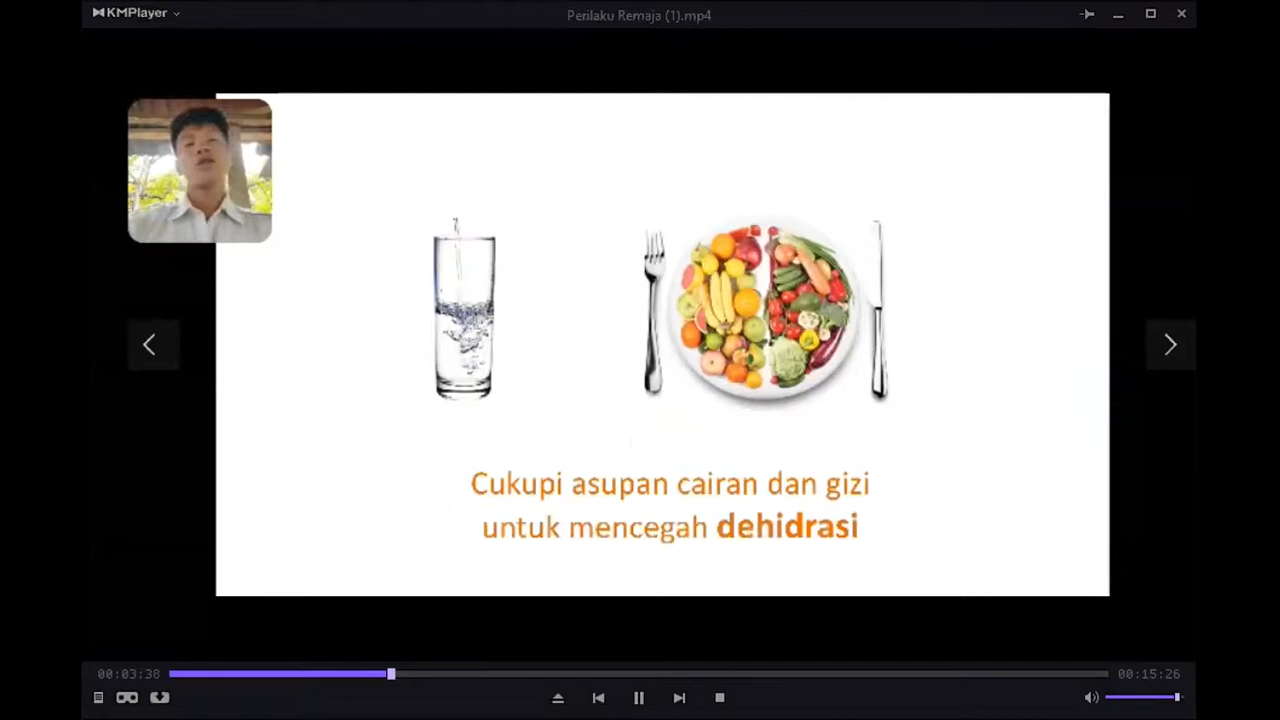 KMPlayer
Perilaku Remaja (1).mp4
Cukupi asupan cairan dan gizi
untuk mencegah dehidrasi
00:03:38
00:15:26